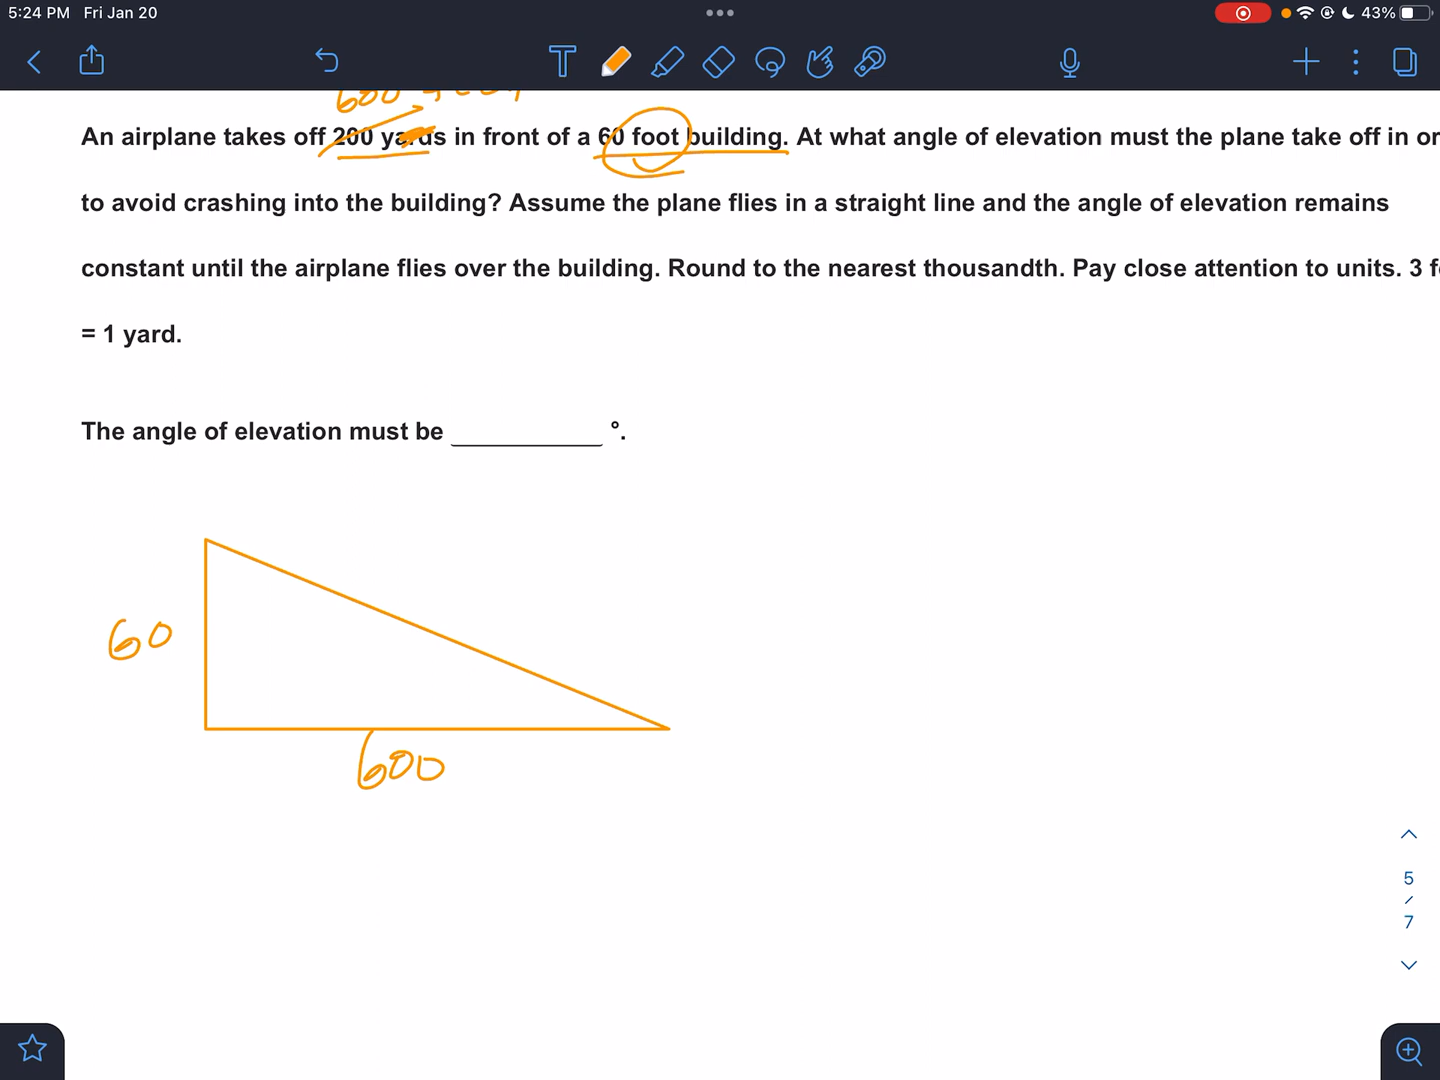 5:24 PM Fri Jan 20
43%
T
600
An airplane takes off 200 yards in front of a 60 foot building. At what angle of elevation must the plane take off in or
to avoid crashing into the building? Assume the plane flies in a straight line and the angle of elevation remains
constant until the airplane flies over the building. Round to the nearest thousandth. Pay close attention to units. 3 f
= 1 yard.
The angle of elevation must be ____________ °.
60
600
5
/
7